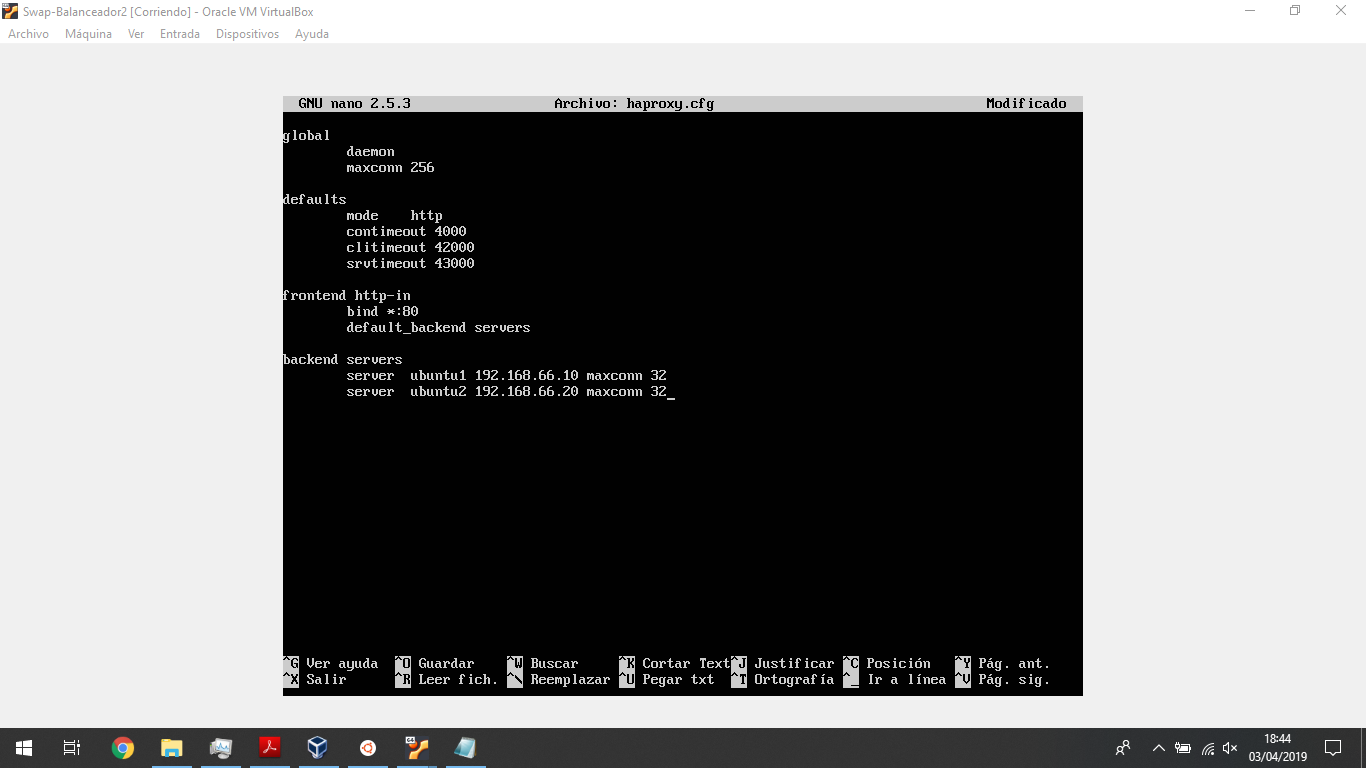 Swap-Balanceador2 [Corriendo] - Oracle VM VirtualBox
Archivo Máquina Ver Entrada Dispositivos Ayuda
GNU nano 2.5.3 Archivo: haproxy.cfg Modificado
global
daemon
maxconn 256
defaults
mode http
contimeout 4000
clitimeout 42000
srvtimeout 43000
frontend http-in
bind *:80
default_backend servers
backend servers
server ubuntu1 192.168.66.10 maxconn 32
server ubuntu2 192.168.66.20 maxconn 32_
^G Ver ayuda ^O Guardar ^W Buscar ^K Cortar Text ^J Justificar ^C Posición ^Y Pág. ant.
^X Salir ^R Leer fich. ^\ Reemplazar ^U Pegar txt ^T Ortografía ^_ Ir a línea ^V Pág. sig.
18:44
03/04/2019